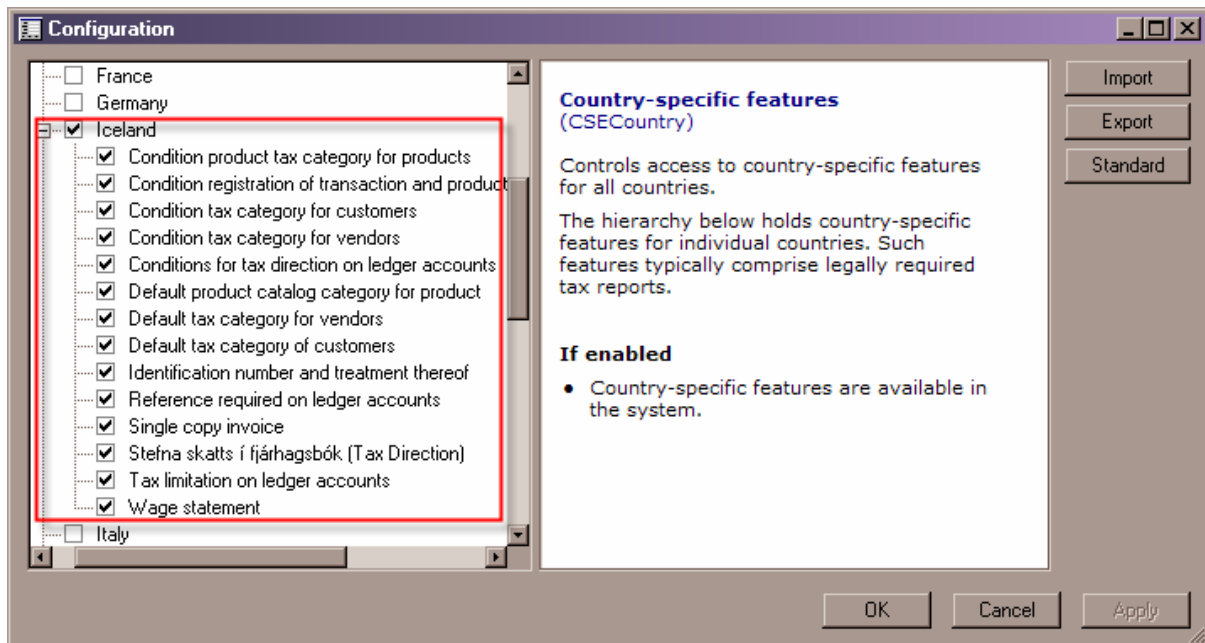 Configuration
France
Germany
Iceland
Condition product tax category for products
Condition registration of transaction and product
Condition tax category for customers
Condition tax category for vendors
Conditions for tax direction on ledger accounts
Default product catalog category for product
Default tax category for vendors
Default tax category of customers
Identification number and treatment thereof
Reference required on ledger accounts
Single copy invoice
Stefna skatts í fjárhagsbók (Tax Direction)
Tax limitation on ledger accounts
Wage statement
Italy
Country-specific features
(CSECountry)
Controls access to country-specific features
for all countries.
The hierarchy below holds country-specific
features for individual countries. Such
features typically comprise legally required
tax reports.
If enabled
• Country-specific features are available in
the system.
Import
Export
Standard
OK
Cancel
Apply